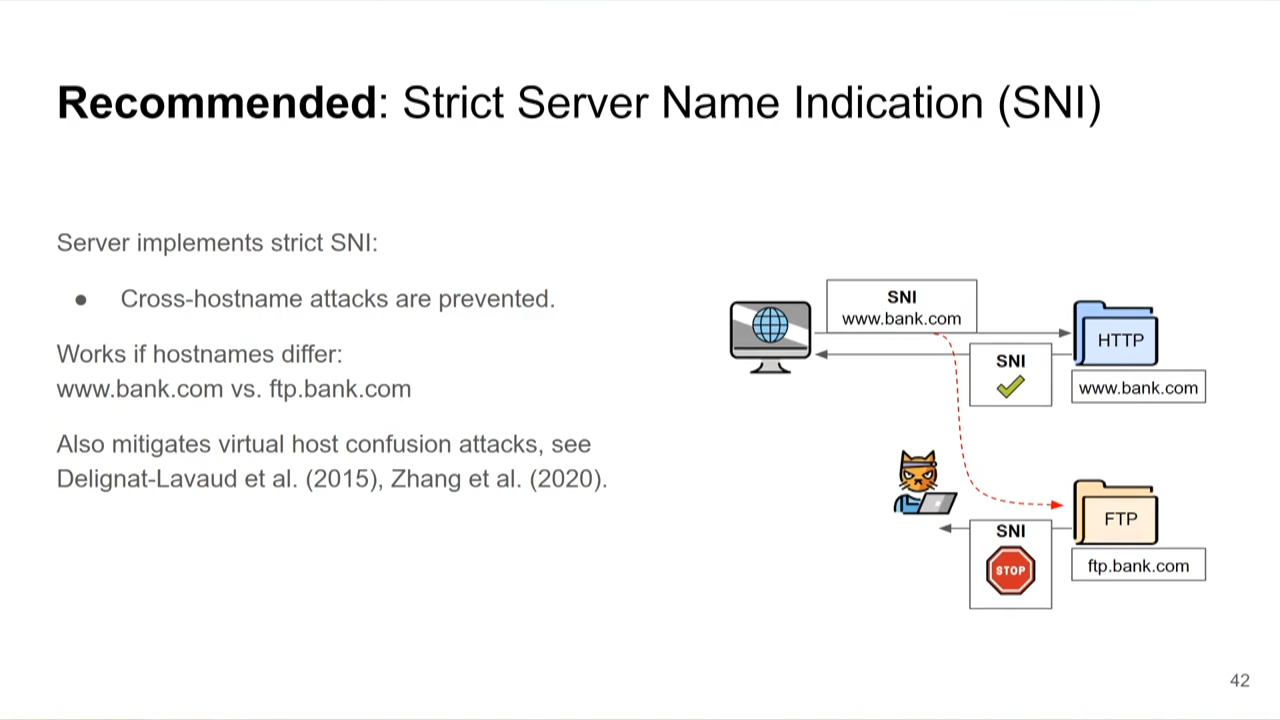 Recommended: Strict Server Name Indication (SNI)
Server implements strict SNI:
● Cross-hostname attacks are prevented.
Works if hostnames differ:
www.bank.com vs. ftp.bank.com
Also mitigates virtual host confusion attacks, see
Delignat-Lavaud et al. (2015), Zhang et al. (2020).
SNI
www.bank.com
HTTP
SNI
www.bank.com
FTP
SNI
STOP
ftp.bank.com
42